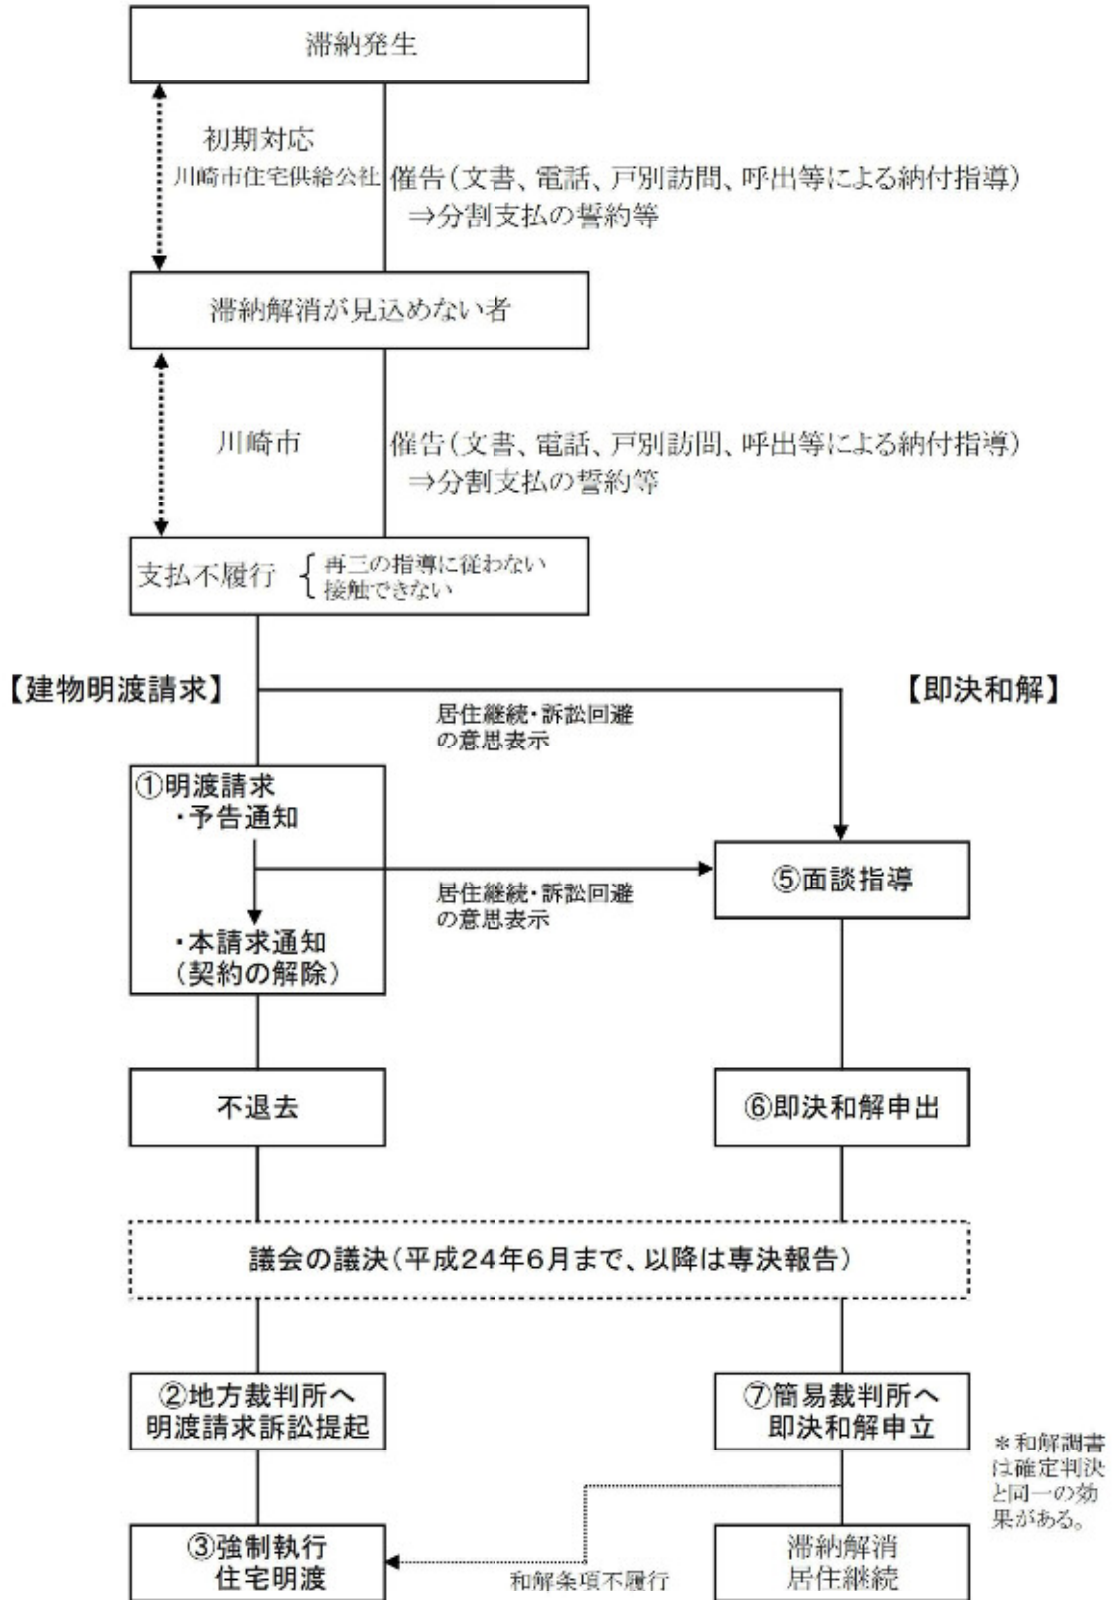 滞納発生
初期対応
川崎市住宅供給公社
催告(文書、電話、戸別訪問、呼出等による納付指導)
⇒分割支払の誓約等
滞納解消が見込めない者
川崎市
催告(文書、電話、戸別訪問、呼出等による納付指導)
⇒分割支払の誓約等
支払不履行
再三の指導に従わない
接触できない
【建物明渡請求】
【即決和解】
居住継続・訴訟回避
の意思表示
①明渡請求
・予告通知
居住継続・訴訟回避
の意思表示
⑤面談指導
・本請求通知
(契約の解除)
不退去
⑥即決和解申出
議会の議決(平成24年6月まで、以降は専決報告)
②地方裁判所へ
明渡請求訴訟提起
⑦簡易裁判所へ
即決和解申立
*和解調書
は確定判決
と同一の効
果がある。
③強制執行
住宅明渡
和解条項不履行
滞納解消
居住継続